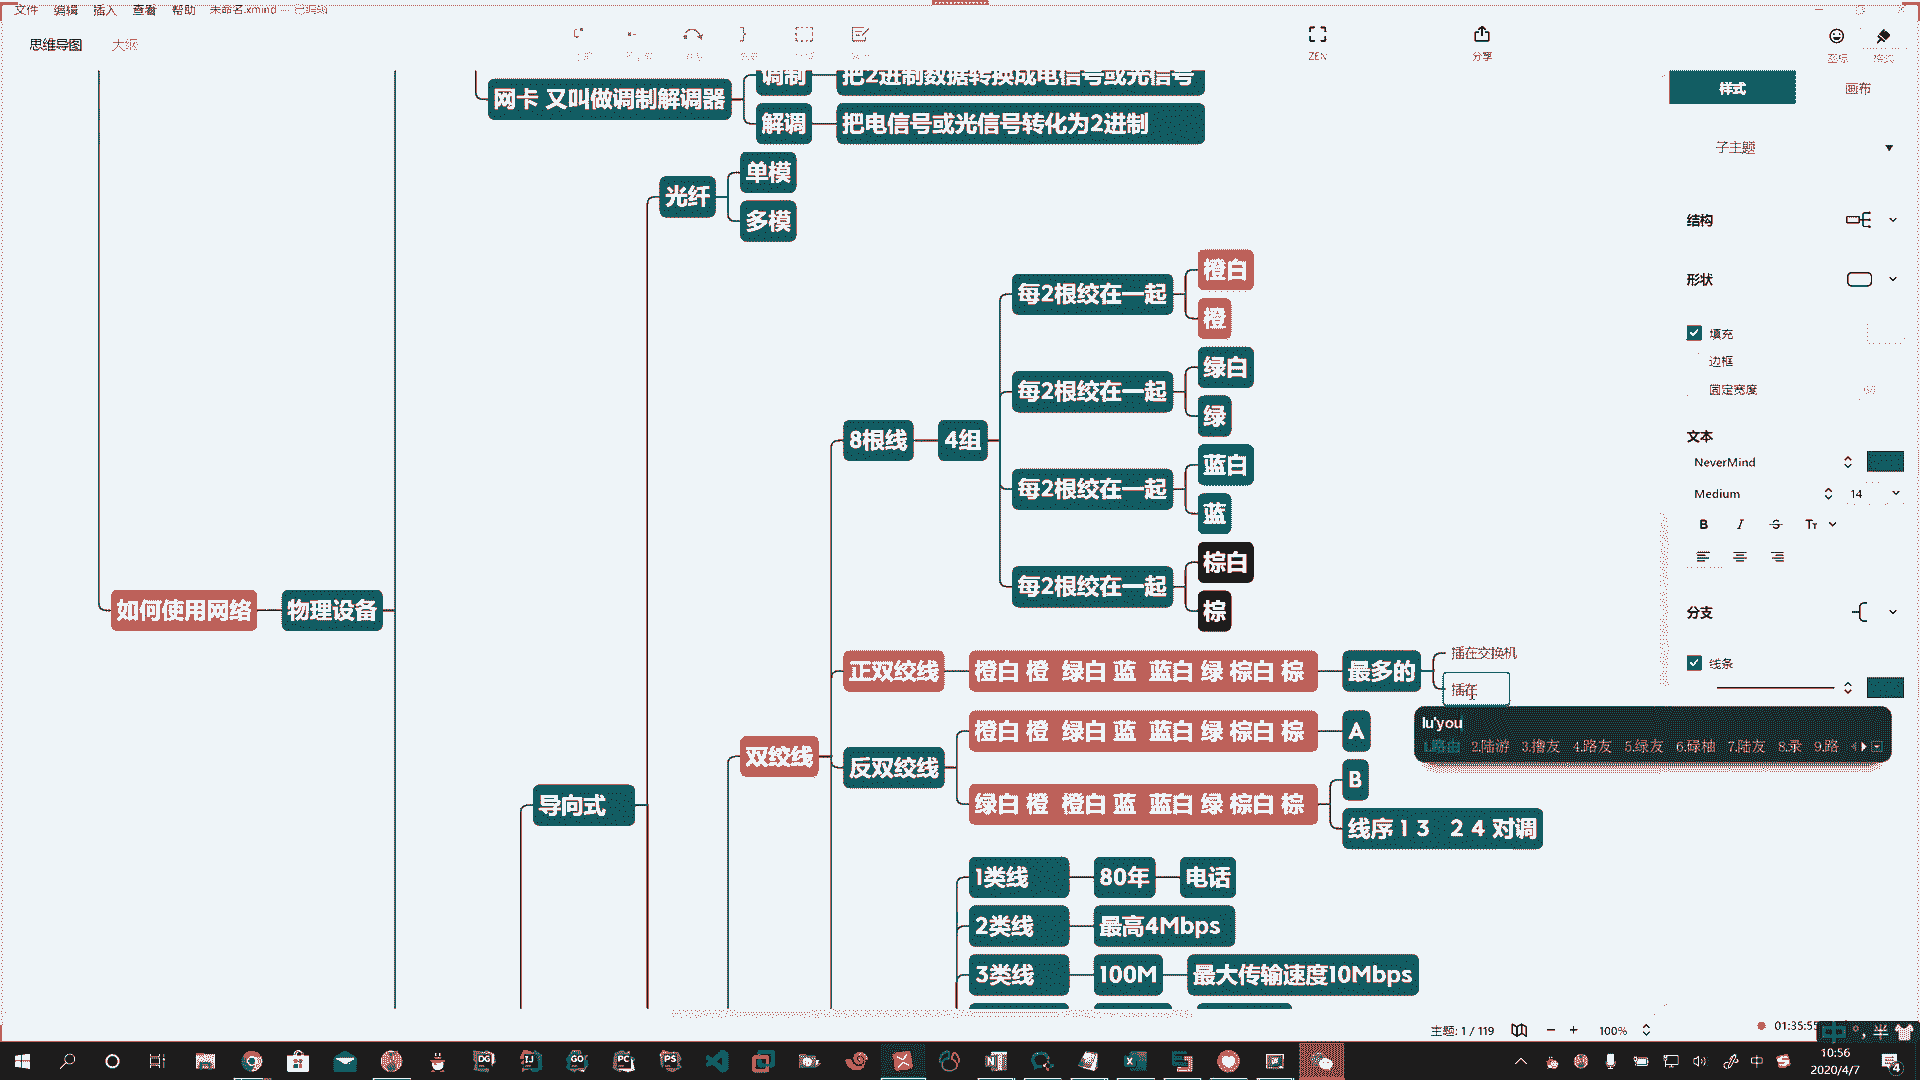 文件 编辑 插入 查看 帮助 未命名.xmind — 已编辑
思维导图 大纲
ZEN
分享
图标
格式
调制
把2进制数据转换成电信号或光信号
网卡 又叫做调制解调器
解调
把电信号或光信号转化为2进制
光纤
单模
多模
8根线
4组
每2根绞在一起
橙白
橙
每2根绞在一起
绿白
绿
每2根绞在一起
蓝白
蓝
每2根绞在一起
棕白
棕
如何使用网络
物理设备
导向式
双绞线
正双绞线
橙白 橙 绿白 蓝 蓝白 绿 棕白 棕
最多的
插在交换机
插在
lu'you
1.路由 2.陆游 3.撸友 4.路友 5.绿友 6.碌柚 7.陆友 8.录 9.路
反双绞线
橙白 橙 绿白 蓝 蓝白 绿 棕白 棕
A
绿白 橙 橙白 蓝 蓝白 绿 棕白 棕
B
线序 1 3 2 4 对调
1类线
80年
电话
2类线
最高4Mbps
3类线
100M
最大传输速度10Mbps
样式
画布
子主题
结构
形状
填充
边框
固定宽度
文本
NeverMind
Medium
14
B I S Tт
分支
线条
主题: 1 / 119
100%
01:35:55
中 °, 半
中
10:56
2020/4/7
4